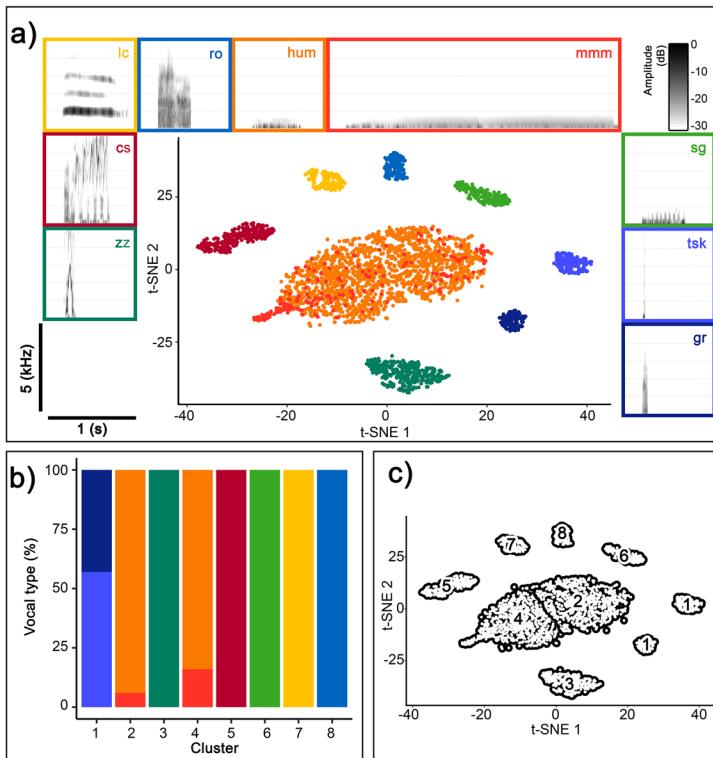 a)
lc
ro
hum
mmm
Amplitude
(dB)
0
-10
-20
-30
cs
sg
zz
tsk
gr
5 (kHz)
1 (s)
t-SNE 2
25
0
-25
-40
-20
0
20
40
t-SNE 1
b)
Vocal type (%)
100
75
50
25
0
1 2 3 4 5 6 7 8
Cluster
c)
t-SNE 2
25
0
-25
7
8
6
5
2
1
4
1
3
-40
-20
0
20
40
t-SNE 1